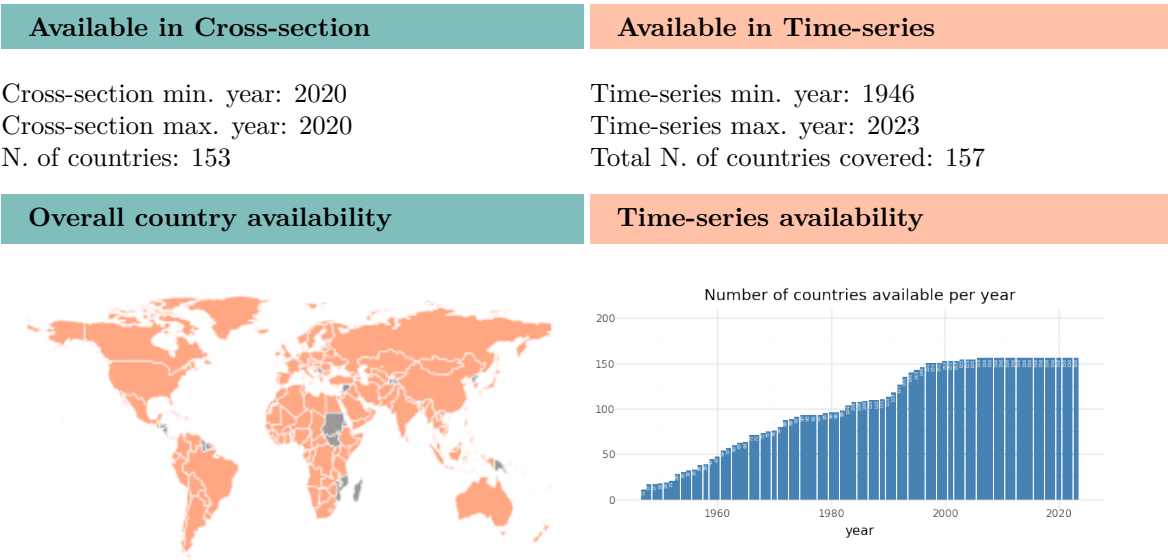 Available in Cross-section
Available in Time-series
Cross-section min. year: 2020
Cross-section max. year: 2020
N. of countries: 153
Time-series min. year: 1946
Time-series max. year: 2023
Total N. of countries covered: 157
Overall country availability
Time-series availability
Number of countries available per year
200
150
100
50
0
1960 1980 2000 2020
year